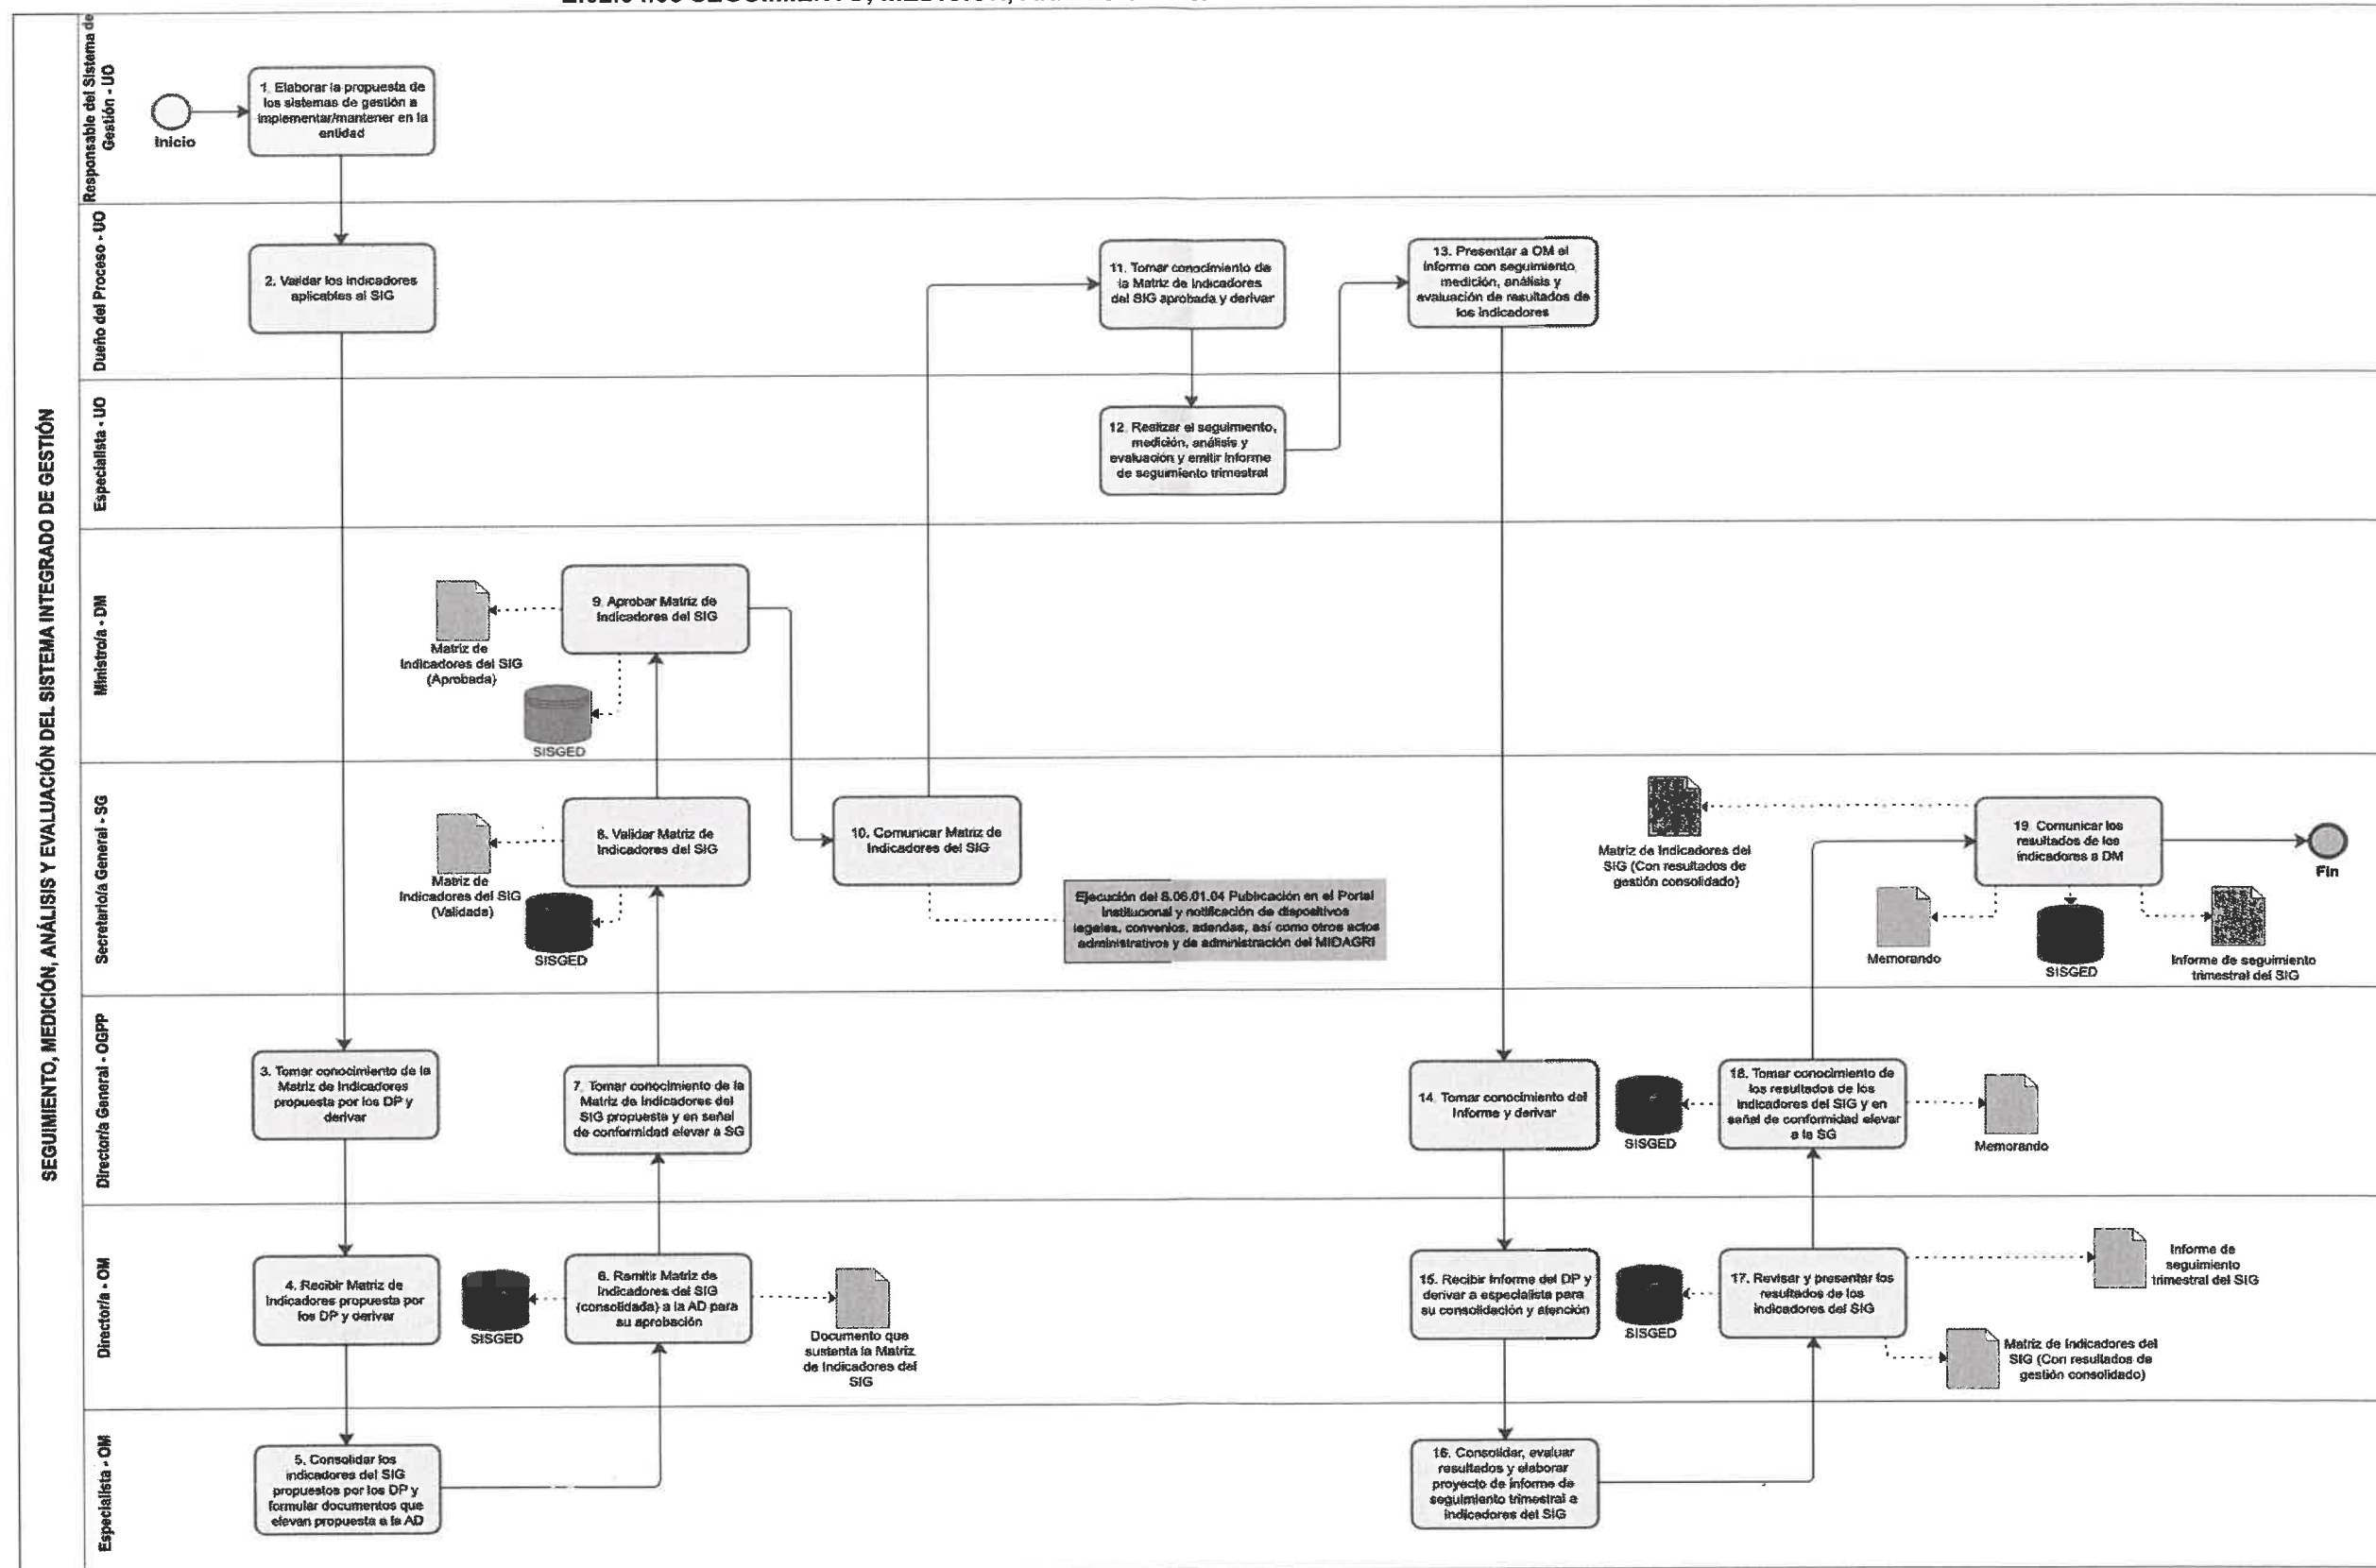 SEGUIMIENTO, MEDICIÓN, ANÁLISIS Y EVALUACIÓN DEL SISTEMA INTEGRADO DE GESTIÓN
Responsable del Sistema de
Gestión - UO
Inicio
1. Elaborar la propuesta de
los sistemas de gestión a
implementar/mantener en la
entidad
Dueño del Proceso - UO
2. Validar los indicadores
aplicables al SIG
11. Tomar conocimiento de
la Matriz de Indicadores
del SIG aprobada y derivar
13. Presentar a OM el
informe con seguimiento,
medición, análisis y
evaluación de resultados de
los indicadores
Especialista - UO
12. Realizar el seguimiento,
medición, análisis y
evaluación y emitir informe
de seguimiento trimestral
Ministro/a - DM
9. Aprobar Matriz de
Indicadores del SIG
Matriz de
Indicadores del SIG
(Aprobada)
SISGED
Secretario/a General - SG
8. Validar Matriz de
Indicadores del SIG
Matriz de
Indicadores del SIG
(Validada)
SISGED
10. Comunicar Matriz de
Indicadores del SIG
Ejecución del S.06.01.04 Publicación en el Portal
Institucional y notificación de dispositivos
legales, convenios, adendas, así como otros actos
administrativos y de administración del MIDAGRI
Matriz de Indicadores del
SIG (Con resultados de
gestión consolidado)
19. Comunicar los
resultados de los
indicadores a DM
Fin
Memorando
SISGED
Informe de seguimiento
trimestral del SIG
Director/a General - OGPP
3. Tomar conocimiento de la
Matriz de Indicadores
propuesta por los DP y
derivar
7. Tomar conocimiento de la
Matriz de Indicadores del
SIG propuesta y en señal
de conformidad elevar a SG
14. Tomar conocimiento del
Informe y derivar
SISGED
18. Tomar conocimiento de
los resultados de los
indicadores del SIG y en
señal de conformidad elevar
a la SG
Memorando
Director/a - OM
4. Recibir Matriz de
Indicadores propuesta por
los DP y derivar
SISGED
6. Remitir Matriz de
Indicadores del SIG
(consolidada) a la AD para
su aprobación
Documento que
sustenta la Matriz
de Indicadores del
SIG
15. Recibir Informe del DP y
derivar a especialista para
su consolidación y atención
SISGED
17. Revisar y presentar los
resultados de los
indicadores del SIG
Informe de
seguimiento
trimestral del SIG
Matriz de Indicadores del
SIG (Con resultados de
gestión consolidado)
Especialista - OM
5. Consolidar los
indicadores del SIG
propuestos por los DP y
formular documentos que
elevan propuesta a la AD
16. Consolidar, evaluar
resultados y elaborar
proyecto de informe de
seguimiento trimestral a
indicadores del SIG